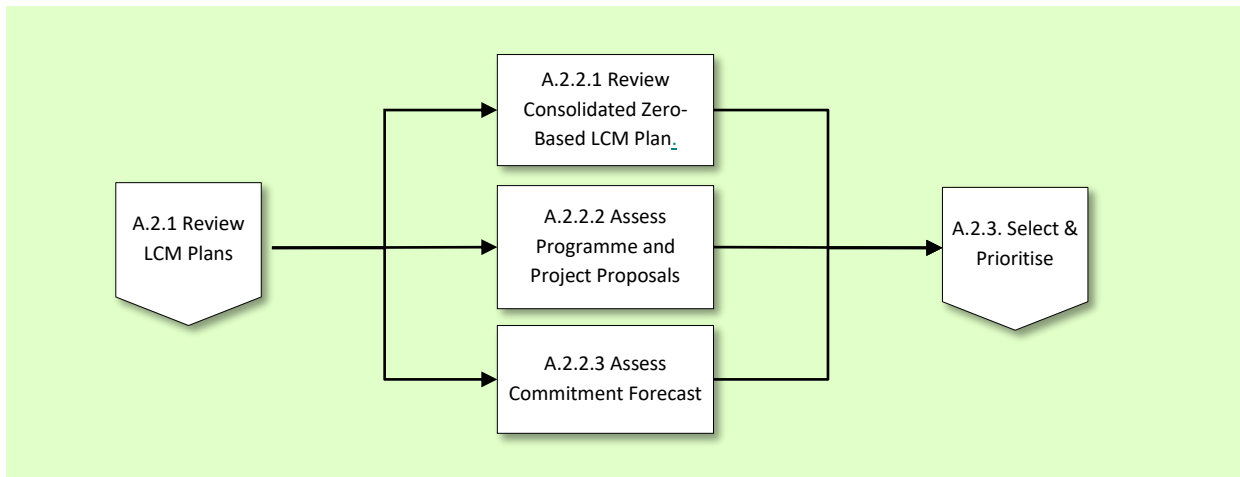 A.2.1 Review
LCM Plans
A.2.2.1 Review
Consolidated Zero-
Based LCM Plan.
A.2.2.2 Assess
Programme and
Project Proposals
A.2.2.3 Assess
Commitment Forecast
A.2.3. Select &
Prioritise